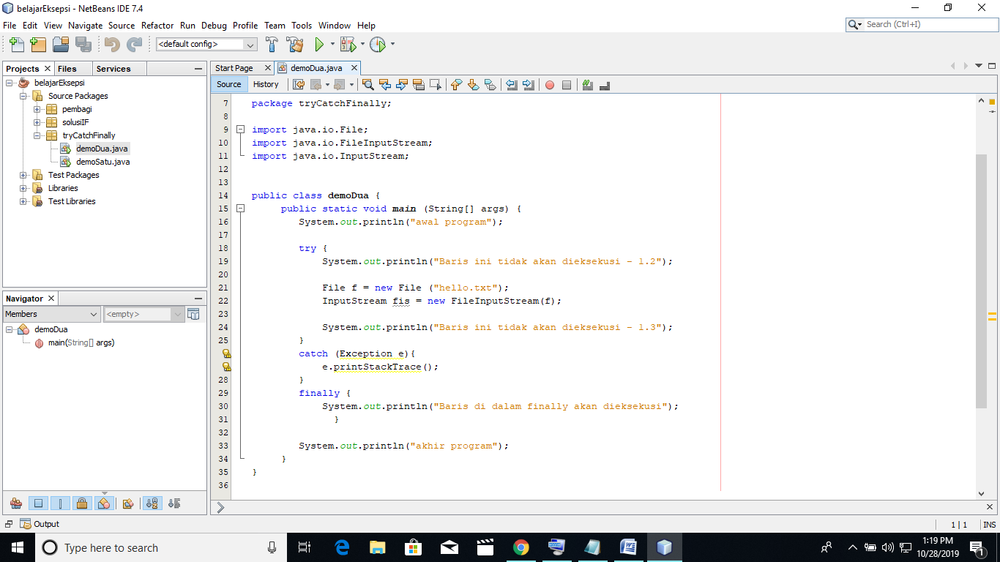 belajarEksepsi - NetBeans IDE 7.4
File Edit View Navigate Source Refactor Run Debug Profile Team Tools Window Help
Search (Ctrl+I)
<default config>
Projects Files Services
belajarEksepsi
Source Packages
pembagi
solusiIF
tryCatchFinally
demoDua.java
demoSatu.java
Test Packages
Libraries
Test Libraries
Navigator
Members <empty>
demoDua
main(String[] args)
Start Page demoDua.java
Source History
7 package tryCatchFinally;
8
9 import java.io.File;
10 import java.io.FileInputStream;
11 import java.io.InputStream;
12
13
14 public class demoDua {
15 public static void main (String[] args) {
16 System.out.println("awal program");
17
18 try {
19 System.out.println("Baris ini tidak akan dieksekusi - 1.2");
20
21 File f = new File ("hello.txt");
22 InputStream fis = new FileInputStream(f);
23
24 System.out.println("Baris ini tidak akan dieksekusi - 1.3");
25 }
catch (Exception e){
e.printStackTrace();
28 }
29 finally {
30 System.out.println("Baris di dalam finally akan dieksekusi");
31 }
32
33 System.out.println("akhir program");
34 }
35 }
36
Output
1 | 1 INS
Type here to search
1:19 PM
10/28/2019
1